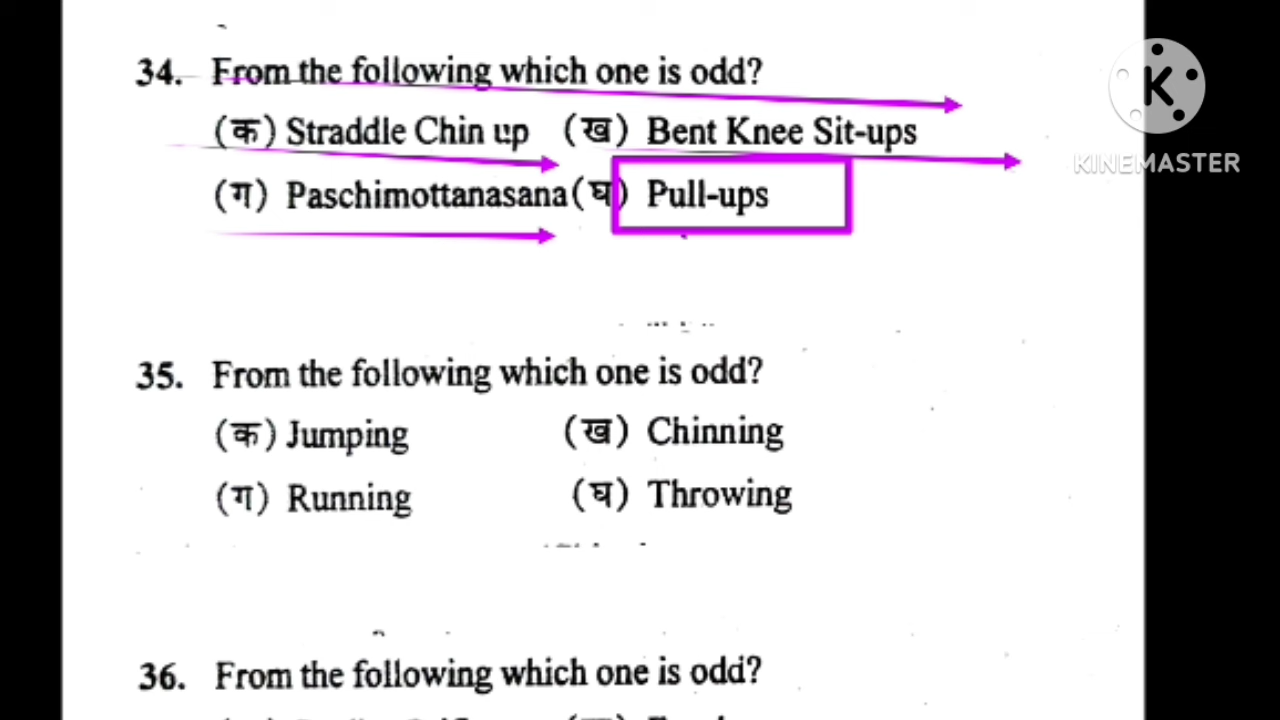 34. From the following which one is odd?
(क) Straddle Chin up (ख) Bent Knee Sit-ups
(ग) Paschimottanasana (घ) Pull-ups
K
KINEMASTER
35. From the following which one is odd?
(क) Jumping (ख) Chinning
(ग) Running (घ) Throwing
36. From the following which one is odd?